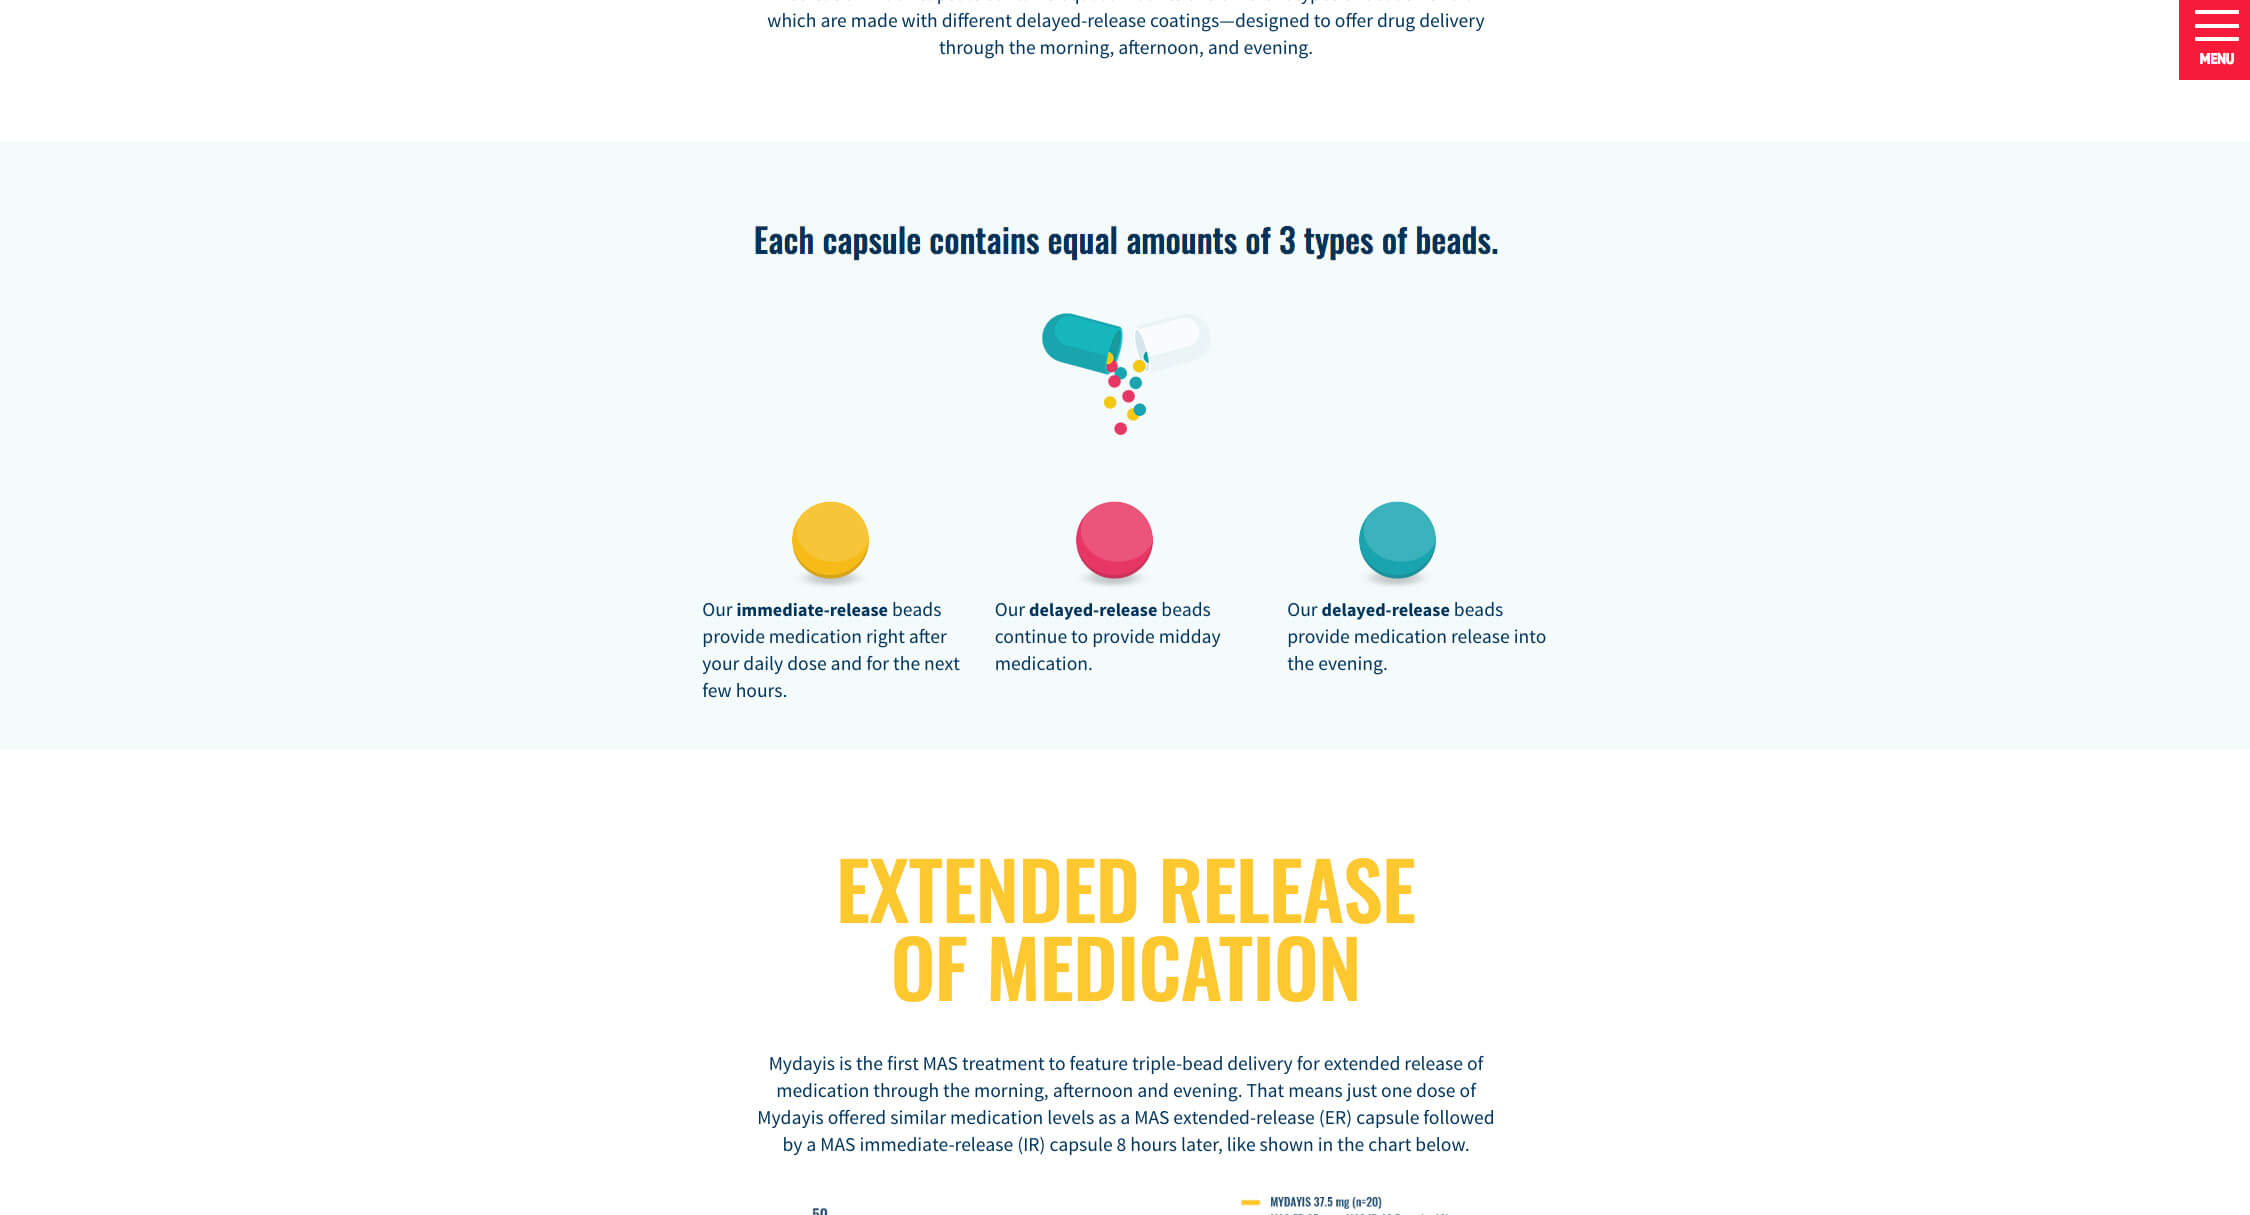 which are made with different delayed-release coatings—designed to offer drug delivery
through the morning, afternoon, and evening.
MENU
Each capsule contains equal amounts of 3 types of beads.
Our immediate-release beads
provide medication right after
your daily dose and for the next
few hours.
Our delayed-release beads
continue to provide midday
medication.
Our delayed-release beads
provide medication release into
the evening.
EXTENDED RELEASE
OF MEDICATION
Mydayis is the first MAS treatment to feature triple-bead delivery for extended release of
medication through the morning, afternoon and evening. That means just one dose of
Mydayis offered similar medication levels as a MAS extended-release (ER) capsule followed
by a MAS immediate-release (IR) capsule 8 hours later, like shown in the chart below.
MYDAYIS 37.5 mg (n=20)
50